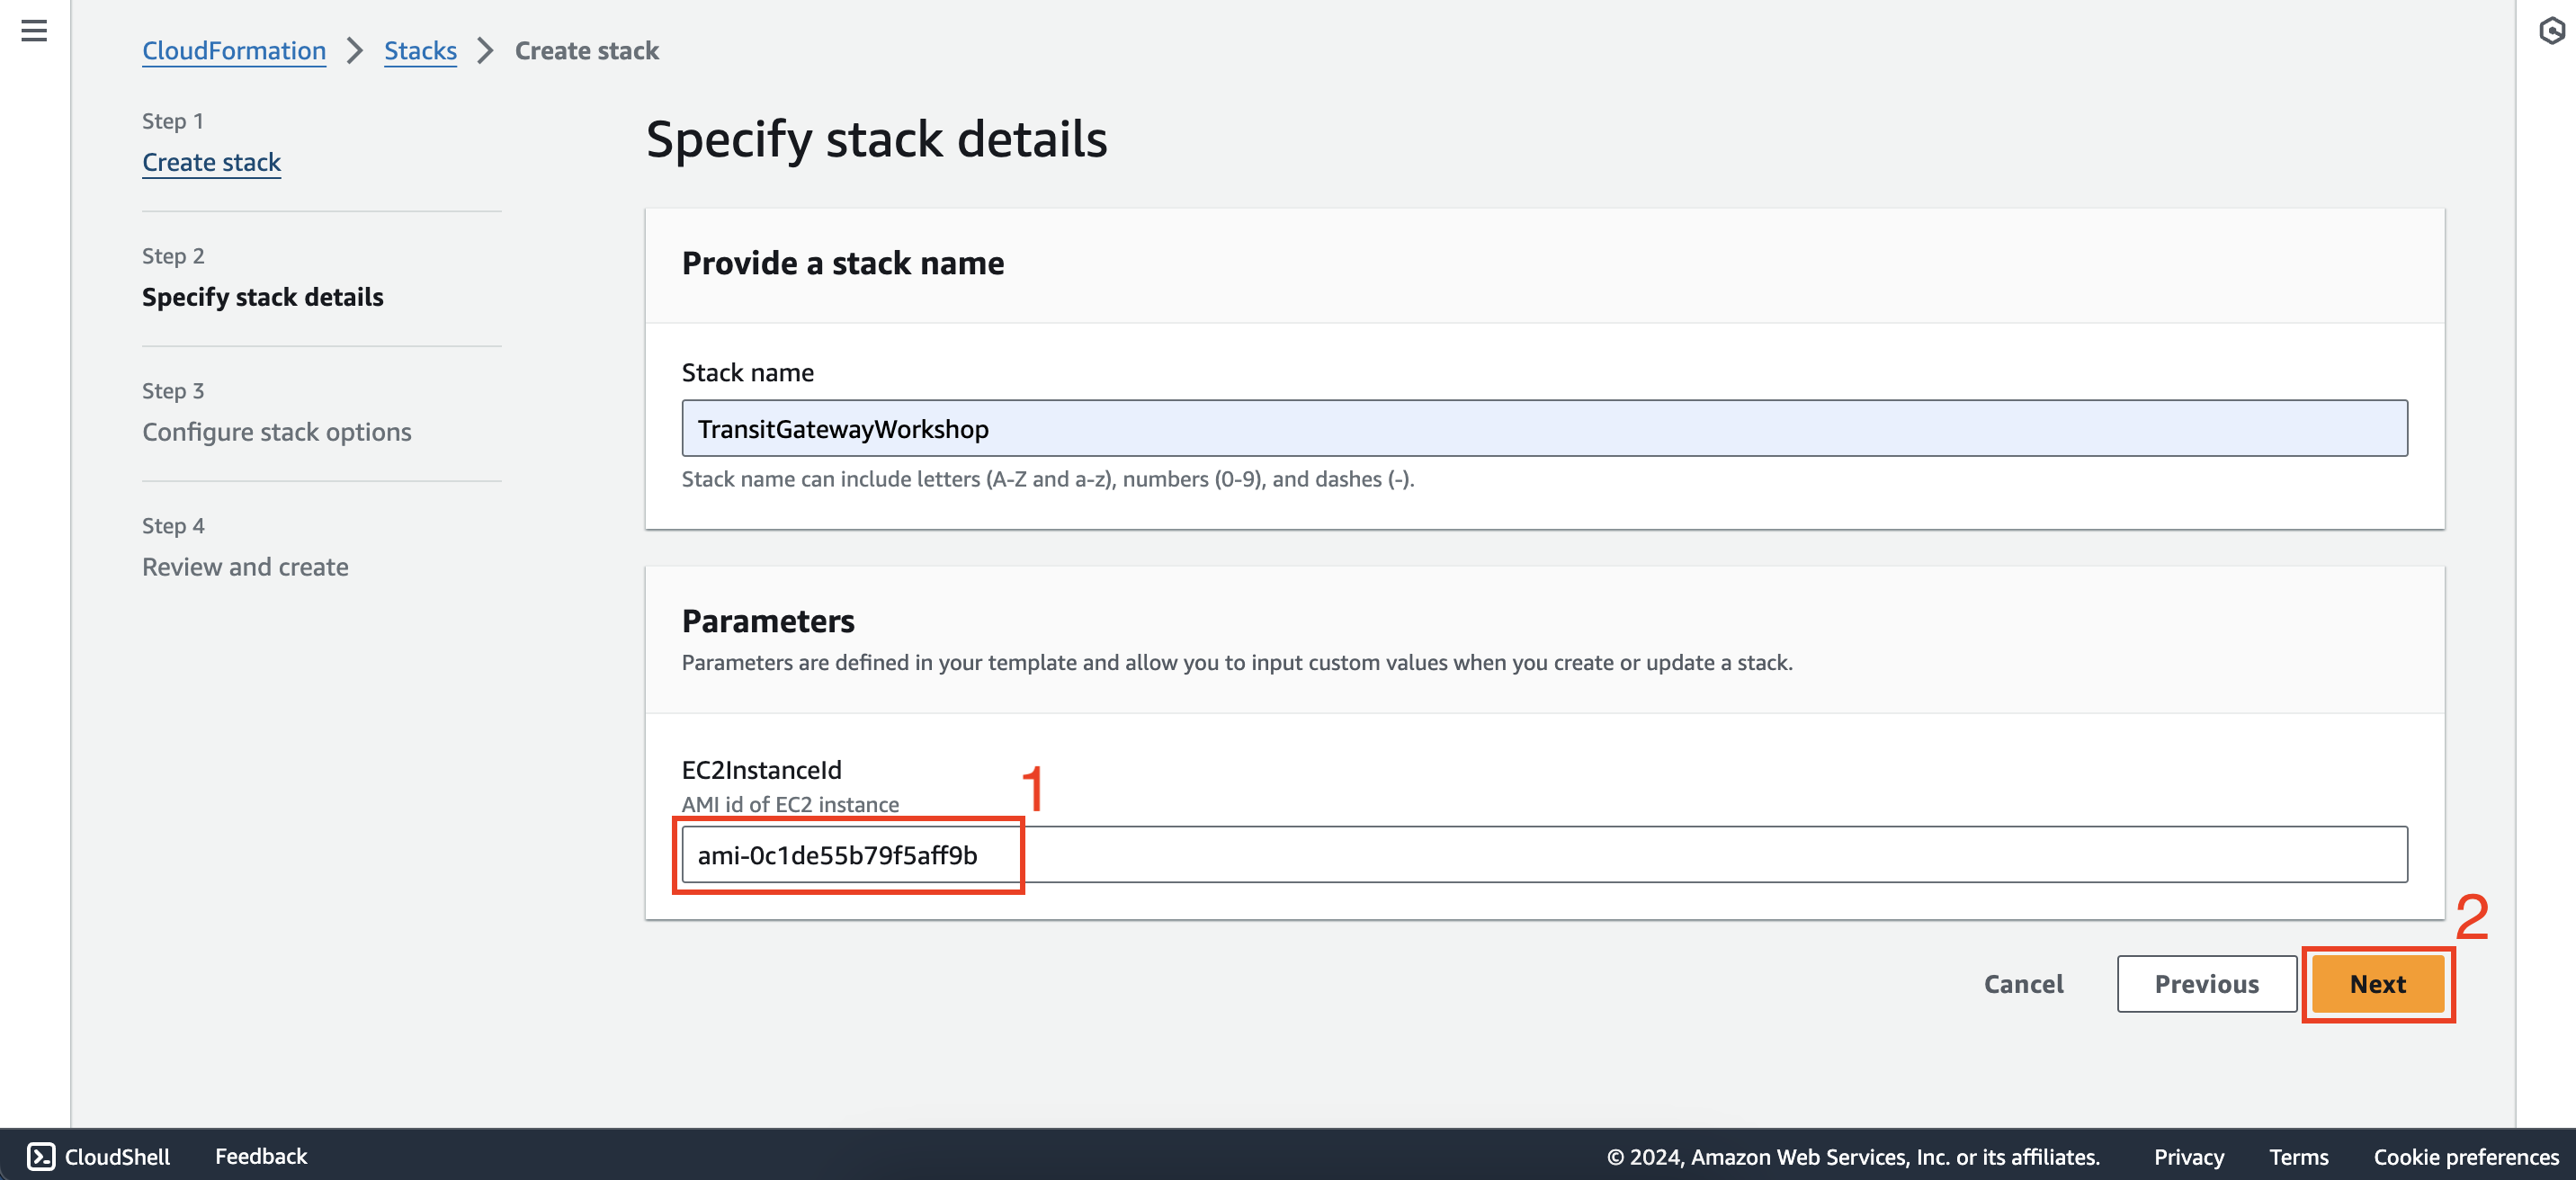 CloudFormation > Stacks > Create stack
Step 1
Create stack
Step 2
Specify stack details
Step 3
Configure stack options
Step 4
Review and create
Specify stack details
Provide a stack name
Stack name
TransitGatewayWorkshop
Stack name can include letters (A-Z and a-z), numbers (0-9), and dashes (-).
Parameters
Parameters are defined in your template and allow you to input custom values when you create or update a stack.
EC2InstanceId
AMI id of EC2 instance
1
ami-0c1de55b79f5aff9b
2
Cancel Previous Next
CloudShell Feedback © 2024, Amazon Web Services, Inc. or its affiliates. Privacy Terms Cookie preferences